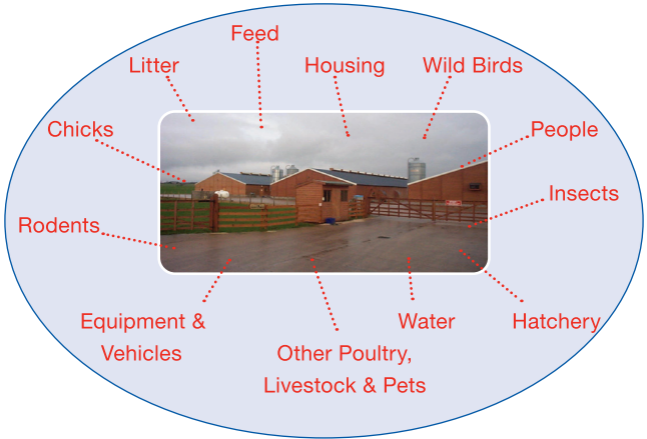 Feed
Litter
Housing
Wild Birds
Chicks
People
Insects
Rodents
Equipment &
Vehicles
Other Poultry,
Livestock & Pets
Water
Hatchery